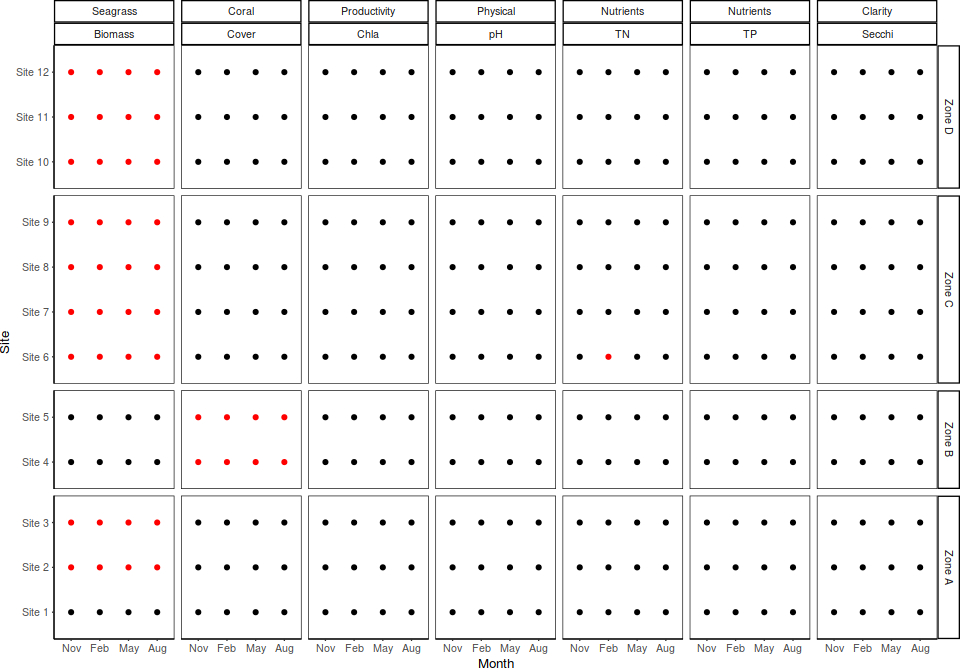 Seagrass Coral Productivity Physical Nutrients Nutrients Clarity
Biomass Cover Chla pH TN TP Secchi
Site 12
Site 11
Site 10
Zone D
Site 9
Site 8
Site 7
Site 6
Zone C
Site
Site 5
Site 4
Zone B
Site 3
Site 2
Site 1
Zone A
Nov Feb May Aug Nov Feb May Aug Nov Feb May Aug Nov Feb May Aug Nov Feb May Aug Nov Feb May Aug Nov Feb May Aug
Month